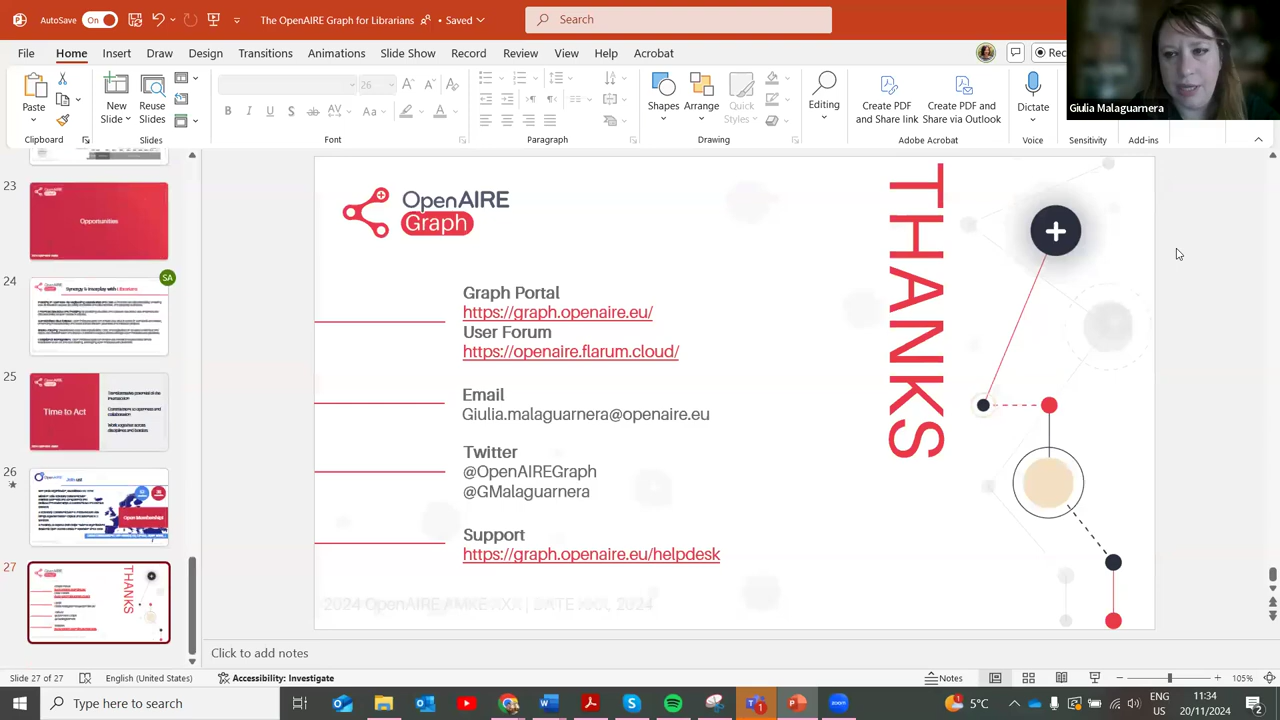 AutoSave
On
The OpenAIRE Graph for Librarians
• Saved
Search
Giulia Malaguarnera
File
Home
Insert
Draw
Design
Transitions
Animations
Slide Show
Record
Review
View
Help
Acrobat
Rec
Paste
New
Slide
Reuse
Slides
26
Shapes
Arrange
Quick
Styles
Editing
Create PDF
and Share link
Create PDF and
Share via Outlook
Dictate
Clipboard
Slides
Font
Paragraph
Drawing
Adobe Acrobat
Voice
Sensitivity
Add-ins
23
Opportunities
24
SA
25
Time to Act
26
Join us!
27
THANKS
OpenAIRE
Graph
THANKS
Graph Portal
https://graph.openaire.eu/
User Forum
https://openaire.flarum.cloud/
Email
Giulia.malaguarnera@openaire.eu
Twitter
@OpenAIREGraph
@GMalaguarnera
Support
https://graph.openaire.eu/helpdesk
Click to add notes
Slide 27 of 27
English (United States)
Accessibility: Investigate
Notes
105%
Type here to search
5°C
ENG
11:34
20/11/2024